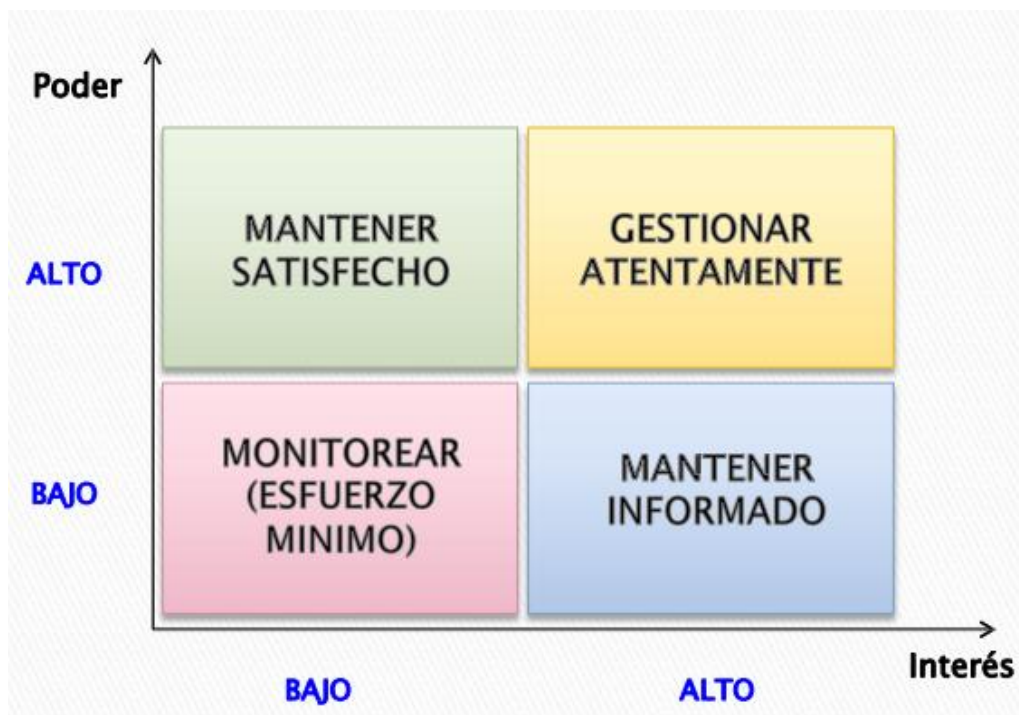 Poder
ALTO
MANTENER
SATISFECHO
GESTIONAR
ATENTAMENTE
BAJO
MONITOREAR
(ESFUERZO
MINIMO)
MANTENER
INFORMADO
Interés
BAJO
ALTO